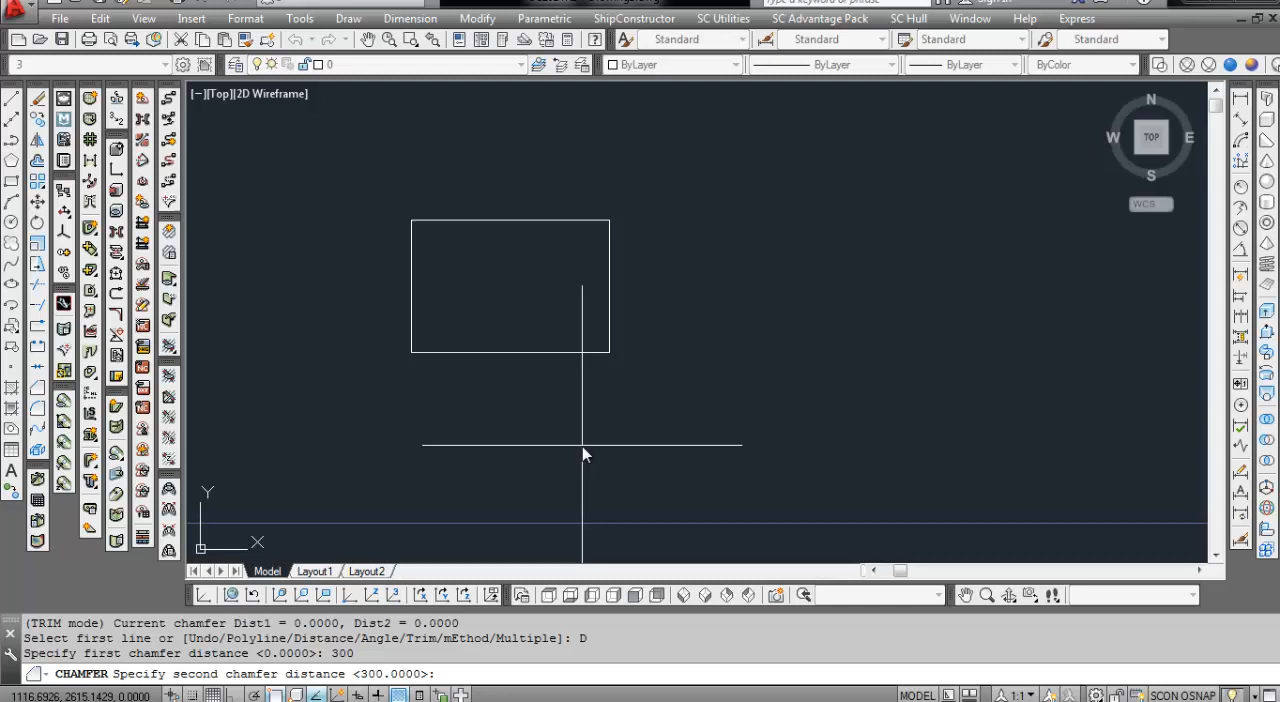 File Edit View Insert Format Tools Draw Dimension Modify Parametric ShipConstructor SC Utilities SC Advantage Pack SC Hull Window Help Express
Standard Standard Standard Standard
3 0 ByLayer ByLayer ByLayer ByColor
[−][Top][2D Wireframe]
N
W TOP E
S
WCS
Y
X
Model Layout1 Layout2
(TRIM mode) Current chamfer Dist1 = 0.0000, Dist2 = 0.0000
Select first line or [Undo/Polyline/Distance/Angle/Trim/mEthod/Multiple]: D
Specify first chamfer distance <0.0000>: 300
CHAMFER Specify second chamfer distance <300.0000>:
1116.6926, 2615.1429, 0.0000 MODEL 1:1 SCON OSNAP